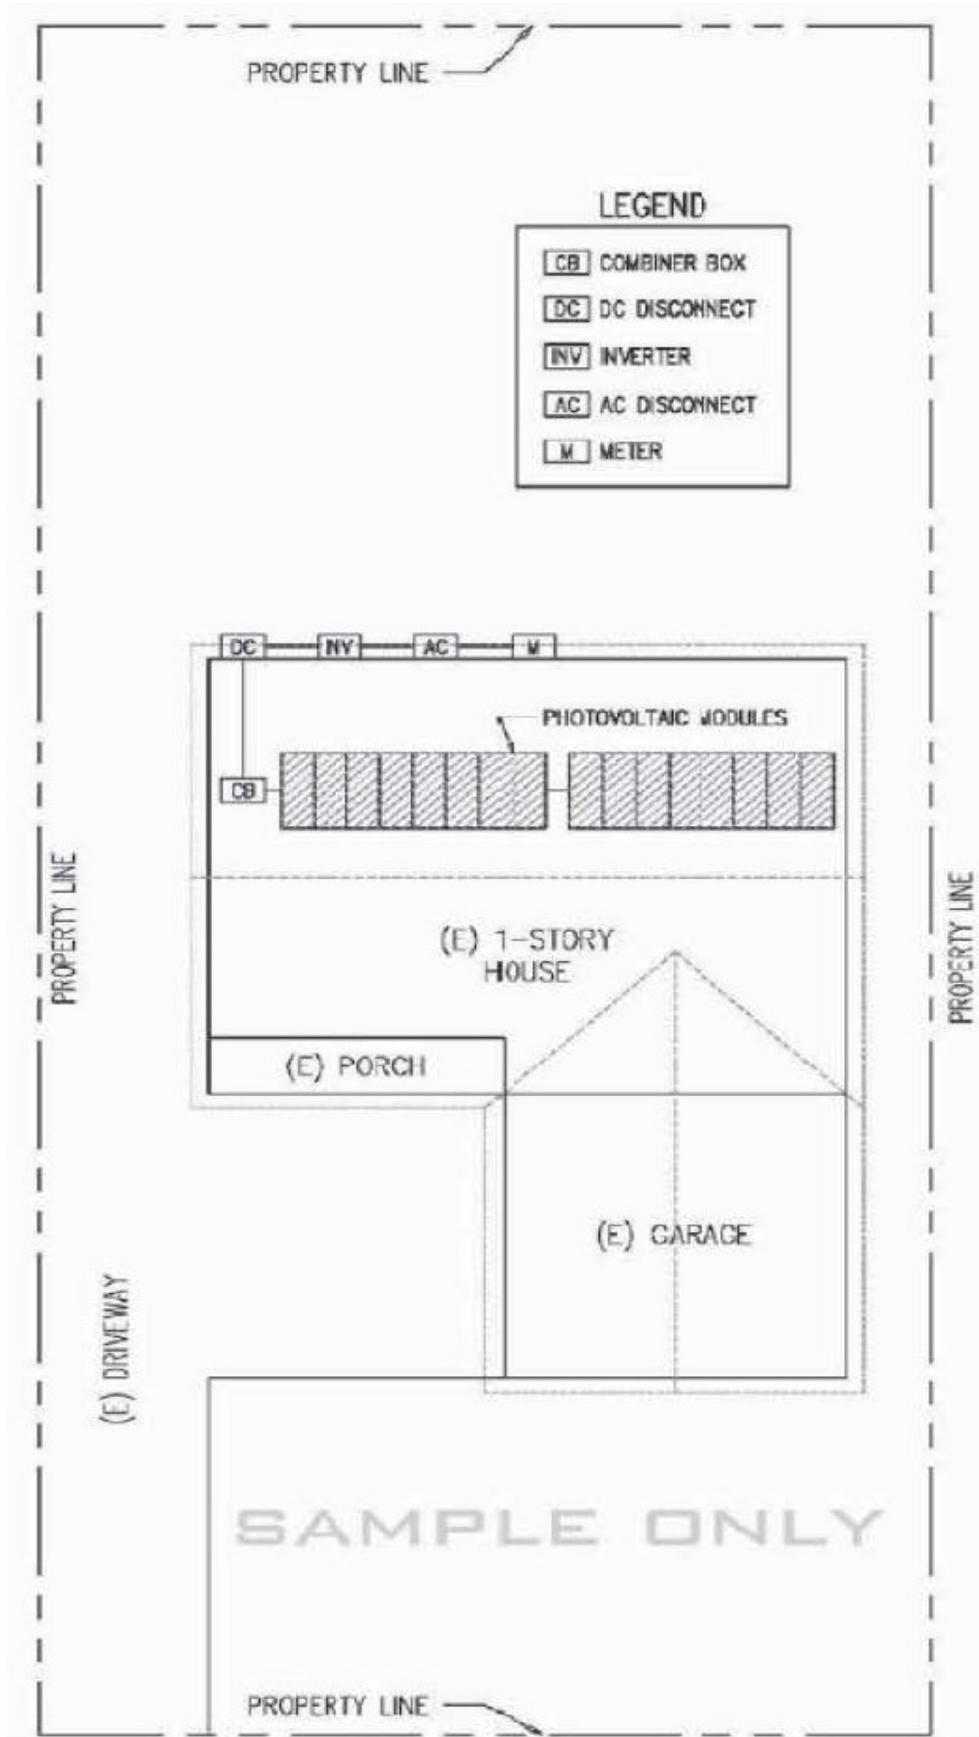 PROPERTY LINE
LEGEND
CB COMBINER BOX
DC DC DISCONNECT
INV INVERTER
AC AC DISCONNECT
M METER
DC INV AC M
PHOTOVOLTAIC MODULES
CB
PROPERTY LINE
PROPERTY LINE
(E) 1-STORY
HOUSE
(E) PORCH
(E) GARAGE
(E) DRIVEWAY
SAMPLE ONLY
PROPERTY LINE